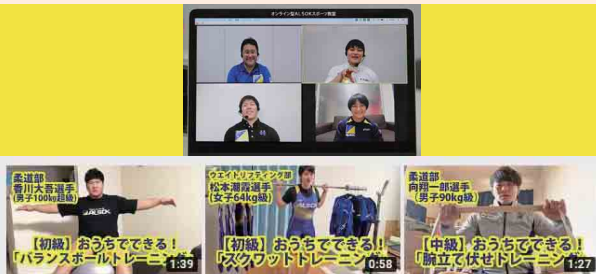 オンライン型ALSOKスポーツ教室
柔道部
香川大吾選手
(男子100kg超級)
ALSOK
【初級】おうちでできる!
「バランスボールトレーニン
1:39
ウエイトリフティング部
松本潮霞選手
(女子64kg級)
【初級】おうちでできる!
「スクワットトレーニン
0:58
柔道部
向翔一郎選手
(男子90kg級)
【中級】おうちでできる!
「腕立て伏せトレーニン
1:27